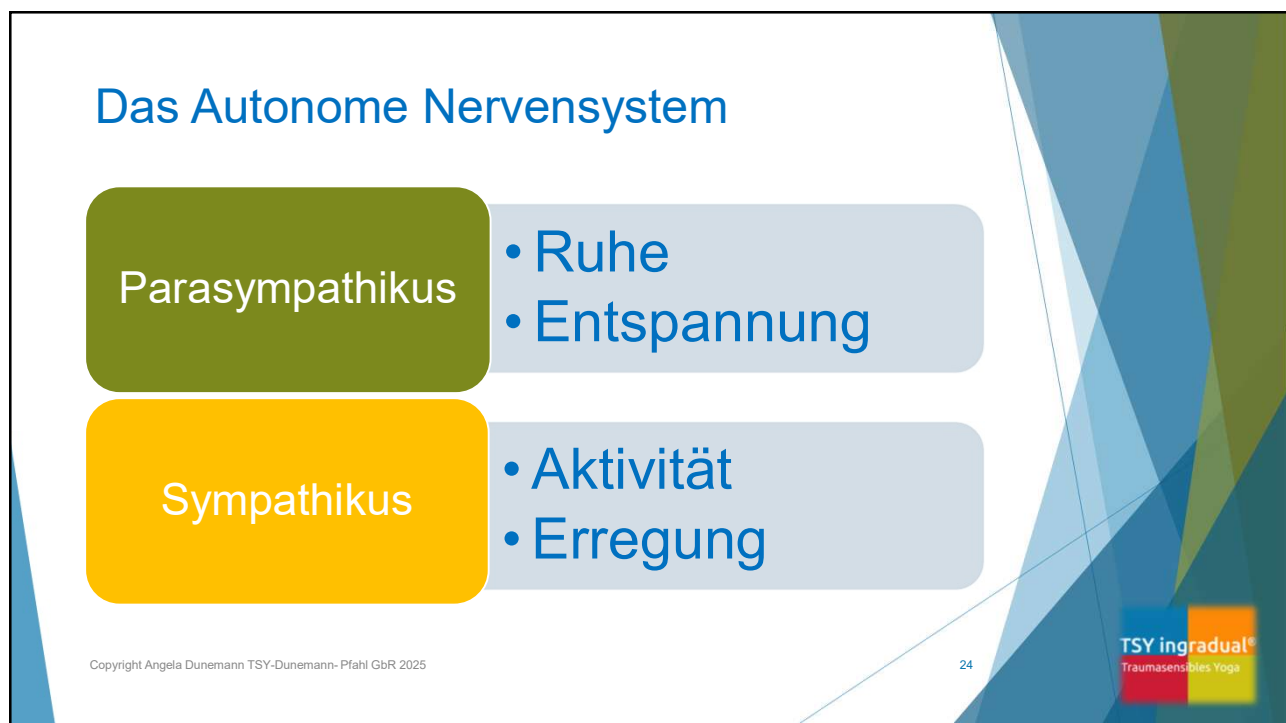 Das Autonome Nervensystem
Parasympathikus
• Ruhe
• Entspannung
Sympathikus
• Aktivität
• Erregung
Copyright Angela Dunemann TSY-Dunemann- Pfahl GbR 2025
24
TSY ingradual®
Traumasensibles Yoga